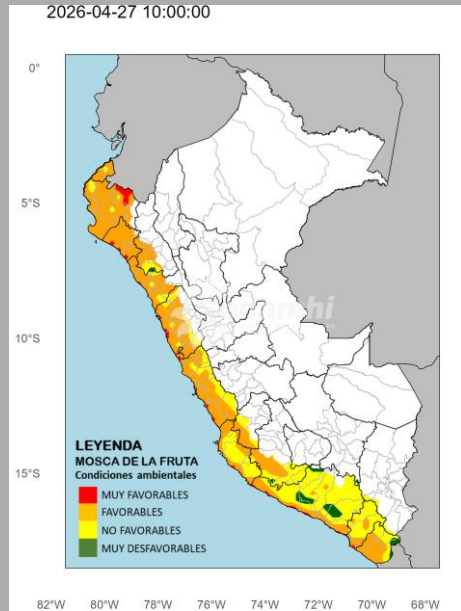 2026-04-27 10:00:00
0°
5°S
10°S
15°S
senamhi
LEYENDA
MOSCA DE LA FRUTA
Condiciones ambientales
MUY FAVORABLES
FAVORABLES
NO FAVORABLES
MUY DESFAVORABLES
82°W 80°W 78°W 76°W 74°W 72°W 70°W 68°W